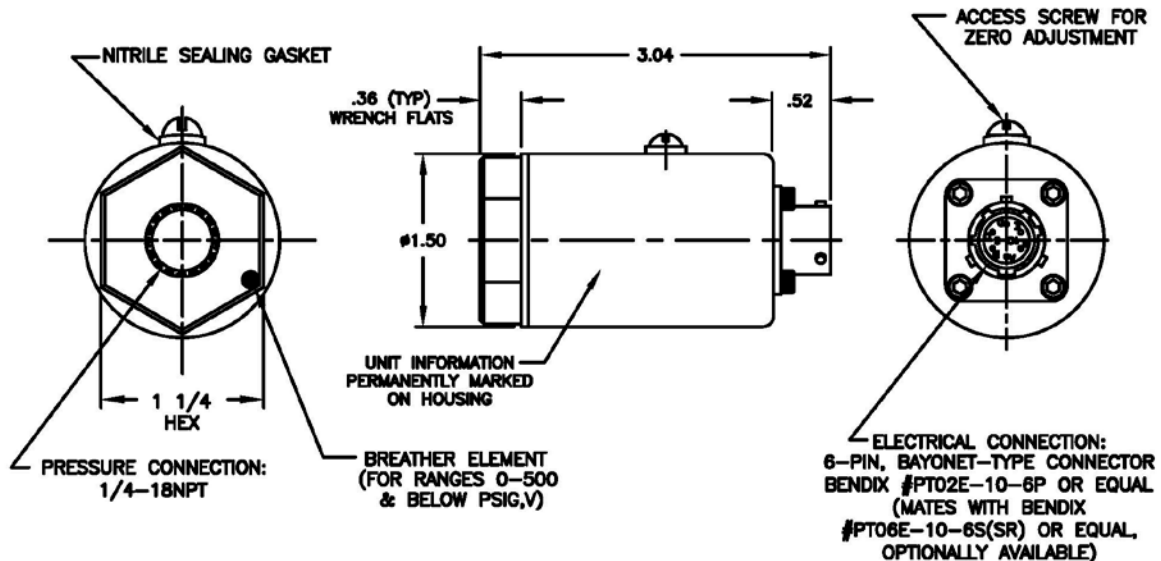 NITRILE SEALING GASKET
.36 (TYP)
WRENCH FLATS
3.04
.52
ACCESS SCREW FOR
ZERO ADJUSTMENT
ø1.50
UNIT INFORMATION
PERMANENTLY MARKED
ON HOUSING
1 1/4
HEX
PRESSURE CONNECTION:
1/4-18NPT
BREATHER ELEMENT
(FOR RANGES 0-500
& BELOW PSIG,V)
ELECTRICAL CONNECTION:
6-PIN, BAYONET-TYPE CONNECTOR
BENDIX #PT02E-10-6P OR EQUAL
(MATES WITH BENDIX
#PT06E-10-6S(SR) OR EQUAL,
OPTIONALLY AVAILABLE)